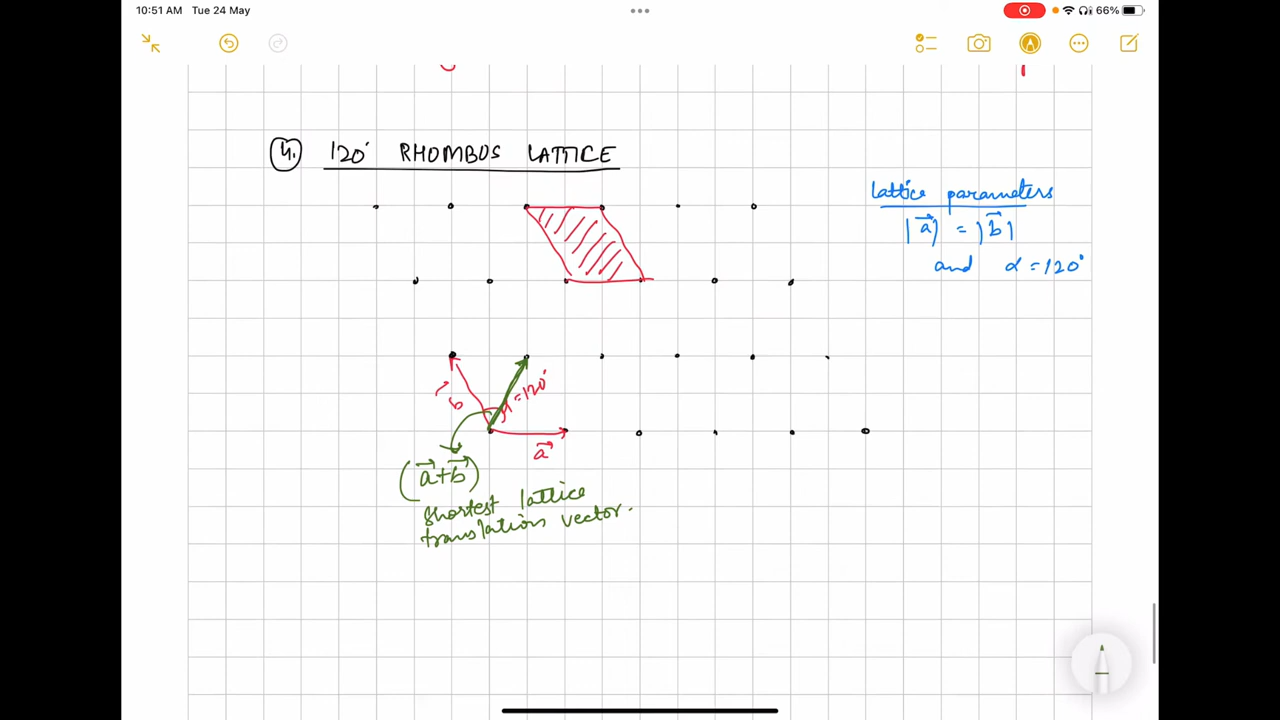 10:51 AM Tue 24 May
66%
4. 120° RHOMBUS LATTICE
lattice parameters
|a⃗| = |b⃗|
and α = 120°
b⃗
α = 120°
a⃗
(a⃗+b⃗)
shortest lattice
translation vector.